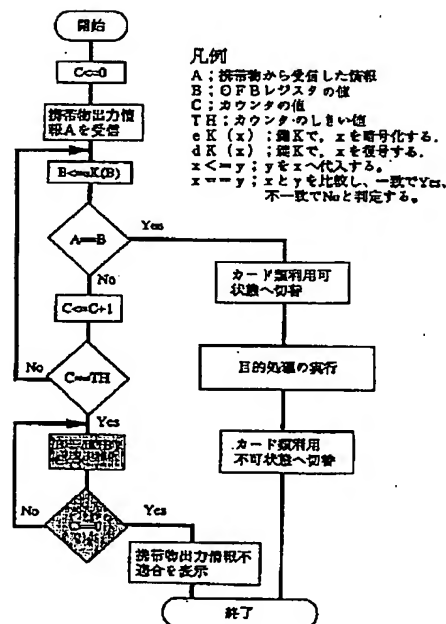 開始
C<=0
携帯物出力情
報Aを受信
B<=eK(B)
A==B
Yes
No
C<=C+1
C==TH
No
Yes
No
Yes
携帯物出力情報不
適合を表示
カード類利用可
状態へ切替
目的処理の実行
カード類利用
不可状態へ切替
終了
凡例
A；携帯物から受信した情報
B；OFBレジスタの値
C；カウンタの値
TH；カウンタのしきい値
eK(x)；鍵Kで，xを暗号化する．
dK(x)；鍵Kで，xを復号する．
x<=y；yをxへ代入する。
x==y；xとyを比較し、一致でYes,
不一致でNoと判定する。